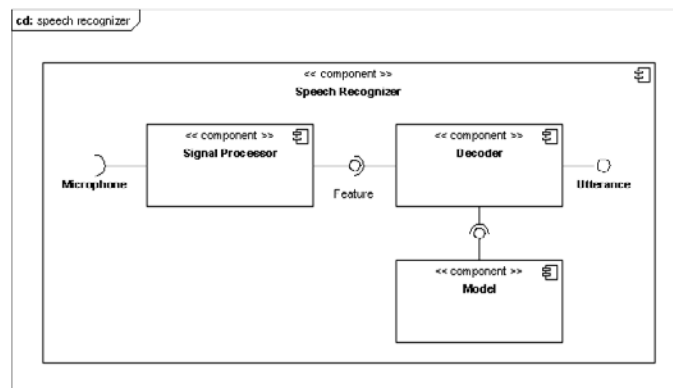 cd: speech recognizer
<< component >>
Speech Recognizer
<< component >>
Signal Processor
<< component >>
Decoder
Microphone
Feature
Utterance
<< component >>
Model